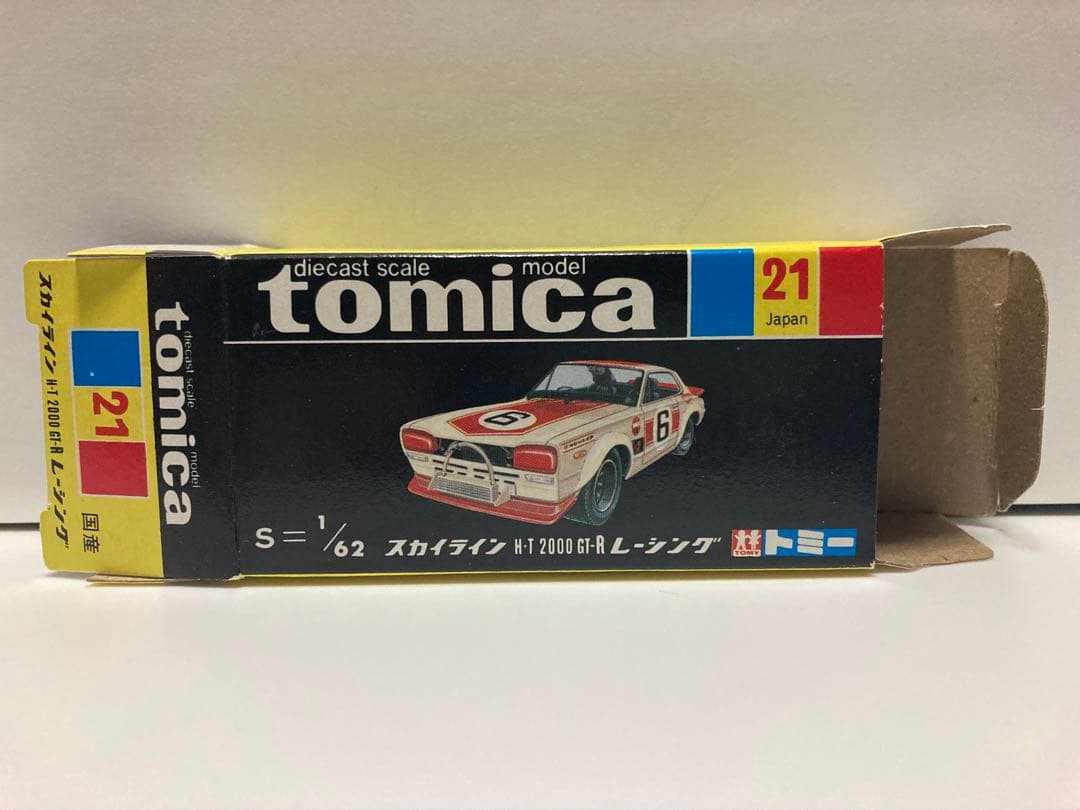 diecast scale model
tomica
21
Japan
S=1/62 スカイライン H·T 2000 GT-R レーシング
TOMY トミー
6
6
diecast scale model
tomica
21
スカイライン H·T 2000 GT-R レーシング
国産